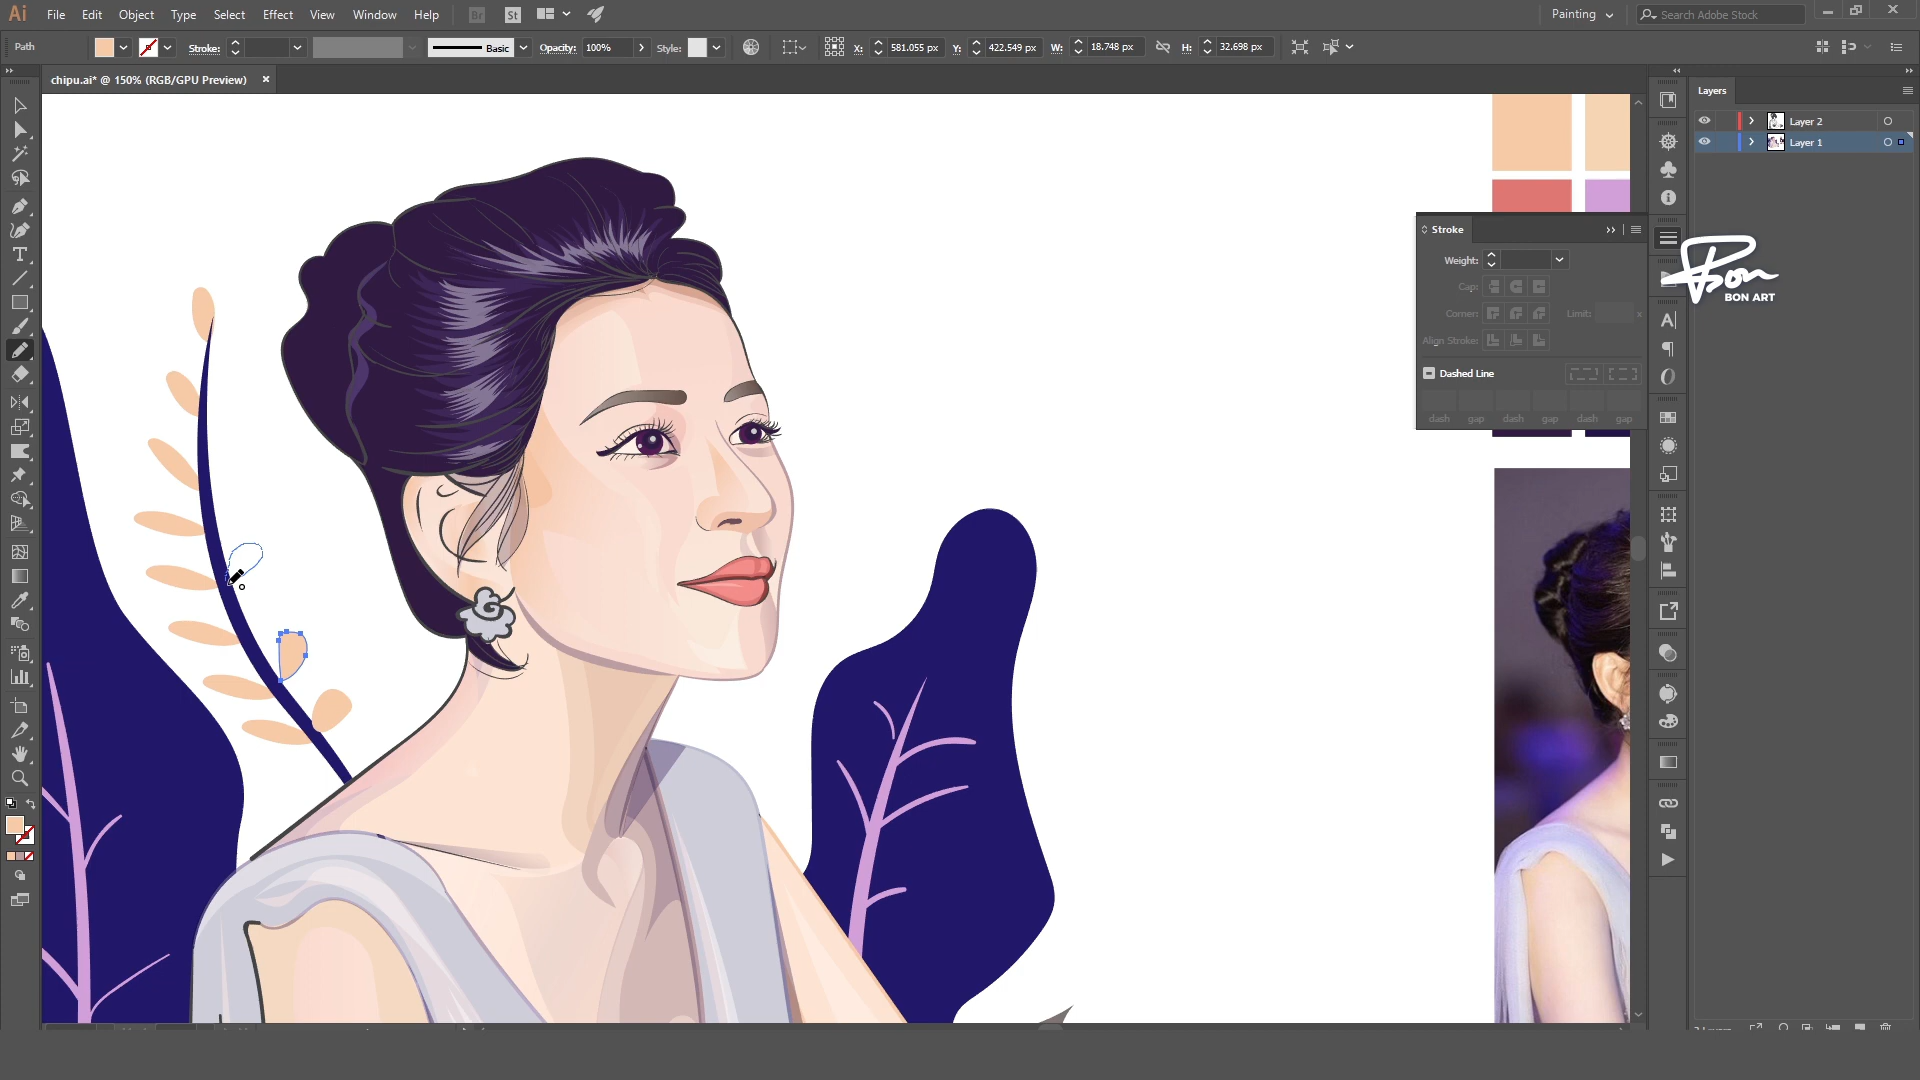 Ai File Edit Object Type Select Effect View Window Help Br St Painting Search Adobe Stock
Path Stroke: Basic Opacity: 100% Style: X: 581.055 px Y: 422.549 px W: 18.748 px H: 32.698 px
chipu.ai* @ 150% (RGB/GPU Preview)
Layers
Layer 2
Layer 1
Stroke
Weight:
Cap:
Corner: Limit: x
Align Stroke:
Dashed Line
dash gap dash gap dash gap
Bon
BON ART